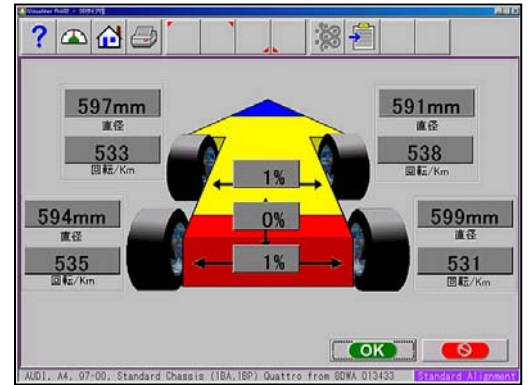 ?
597mm
直径
533
回転/Km
591mm
直径
538
回転/Km
1%
0%
1%
594mm
直径
535
回転/Km
599mm
直径
531
回転/Km
OK
AUDI, A4, 97-00, Standard Chassis (1BA,1BP) Quattro from 8DWA 013433
Standard Alignment